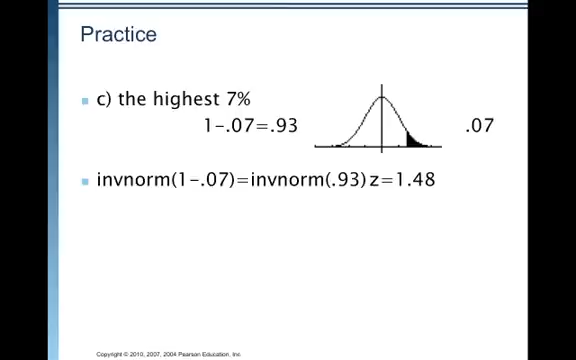 Practice
c) the highest 7%
1-.07=.93
.07
invnorm(1-.07)=invnorm(.93) z=1.48
Copyright © 2010, 2007, 2004 Pearson Education, Inc